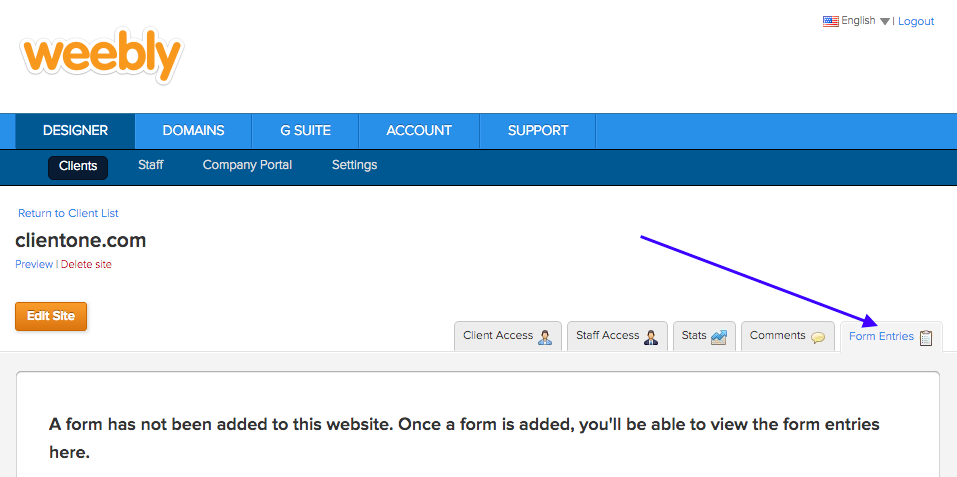 English | Logout
weebly
DESIGNER DOMAINS G SUITE ACCOUNT SUPPORT
Clients Staff Company Portal Settings
Return to Client List
clientone.com
Preview | Delete site
Edit Site
Client Access Staff Access Stats Comments Form Entries
A form has not been added to this website. Once a form is added, you'll be able to view the form entries
here.